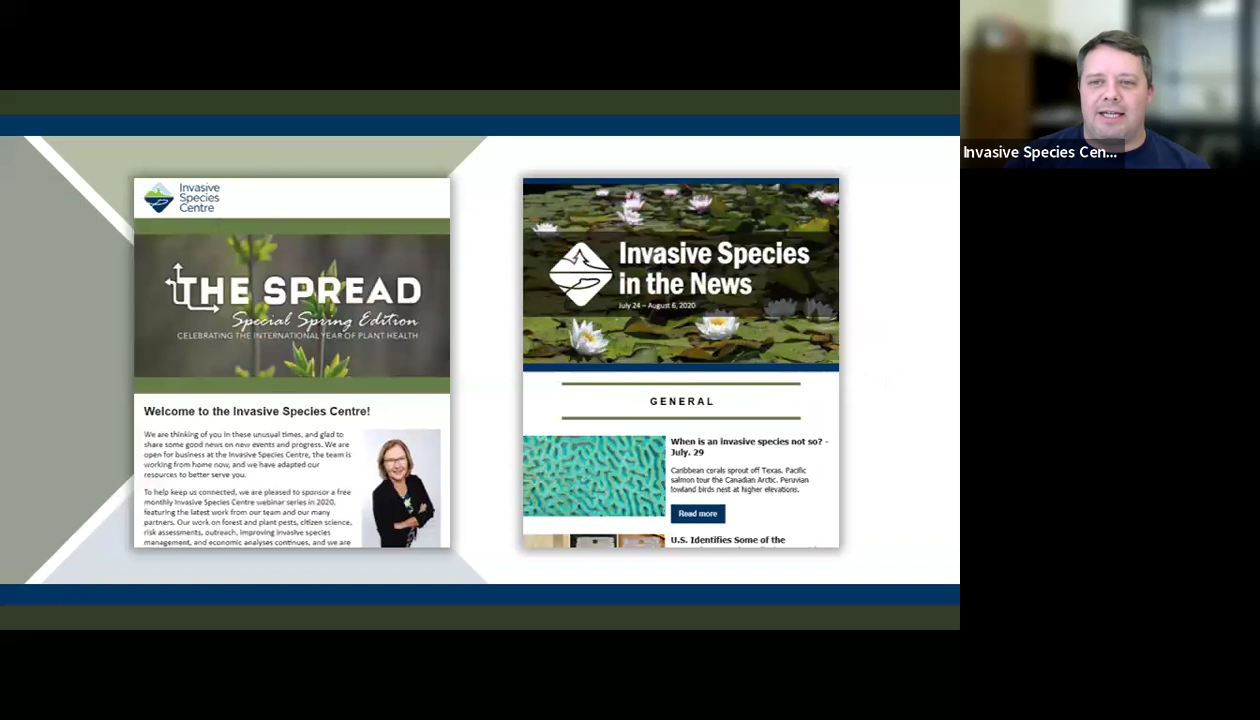 Invasive
Species
Centre
THE SPREAD
Special Spring Edition
CELEBRATING THE INTERNATIONAL YEAR OF PLANT HEALTH
Welcome to the Invasive Species Centre!
We are thinking of you in these unusual times, and glad to
share some good news on new events and progress. We are
open for business at the Invasive Species Centre, the team is
working from home now, and we have adapted our
resources to better serve you.
To help keep us connected, we are pleased to sponsor a free
monthly Invasive Species Centre webinar series in 2020,
featuring the latest work from our team and our many
partners. Our work on forest and plant pests, citizen science,
risk assessments, outreach, improving invasive species
management, and economic analyses continues, and we are
Invasive Species
in the News
July 24 – August 6, 2020
GENERAL
When is an invasive species not so? -
July. 29
Caribbean corals sprout off Texas. Pacific
salmon tour the Canadian Arctic. Peruvian
lowland birds nest at higher elevations.
Read more
U.S. Identifies Some of the
Invasive Species Cen...